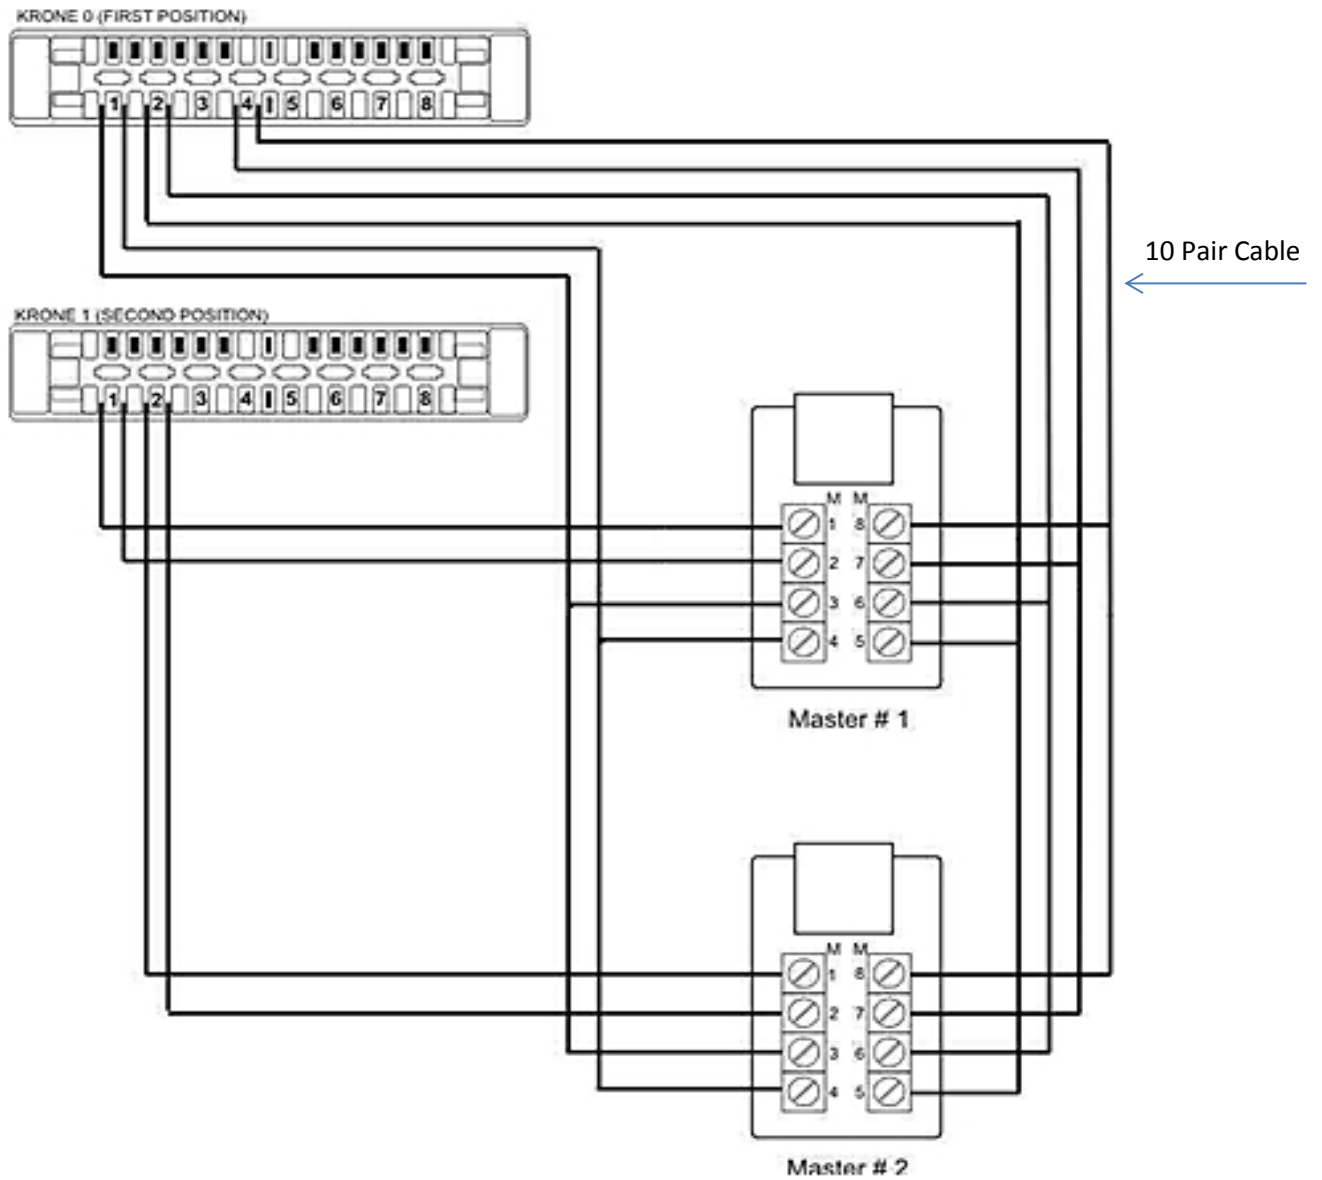 KRONE 0 (FIRST POSITION)
1 2 3 4 5 6 7 8
10 Pair Cable
KRONE 1 (SECOND POSITION)
1 2 3 4 5 6 7 8
M M
1 8
2 7
3 6
4 5
Master # 1
M M
1 8
2 7
3 6
4 5
Master # 2